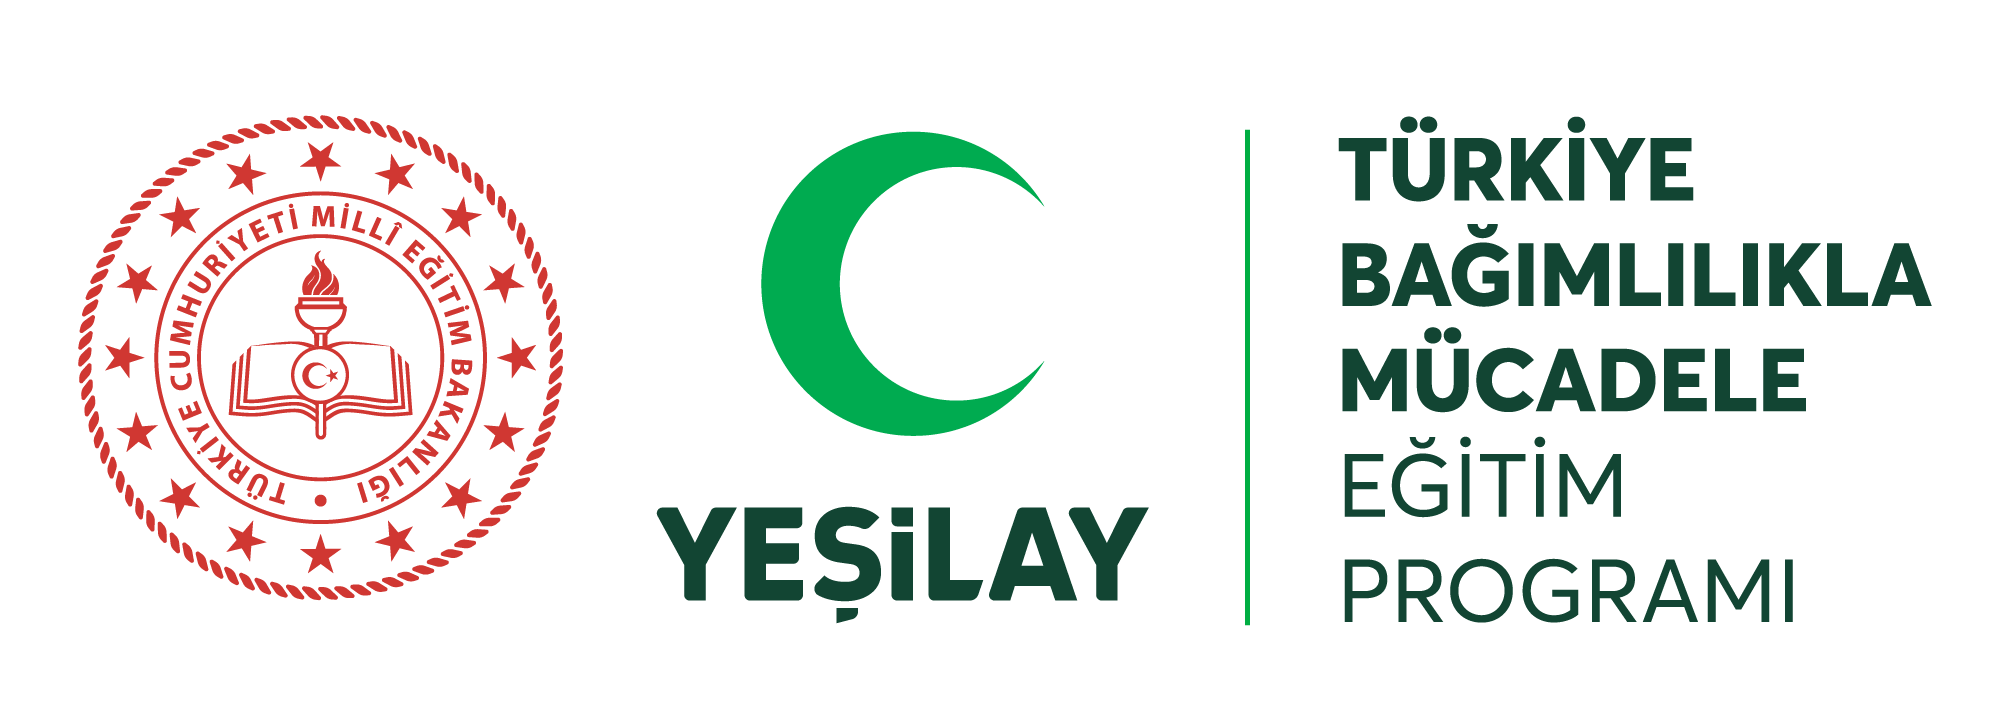 TÜRKİYE CUMHURİYETİ MİLLÎ EĞİTİM BAKANLIĞI
YEŞİLAY
TÜRKİYE
BAĞIMLILIKLA
MÜCADELE
EĞİTİM
PROGRAMI